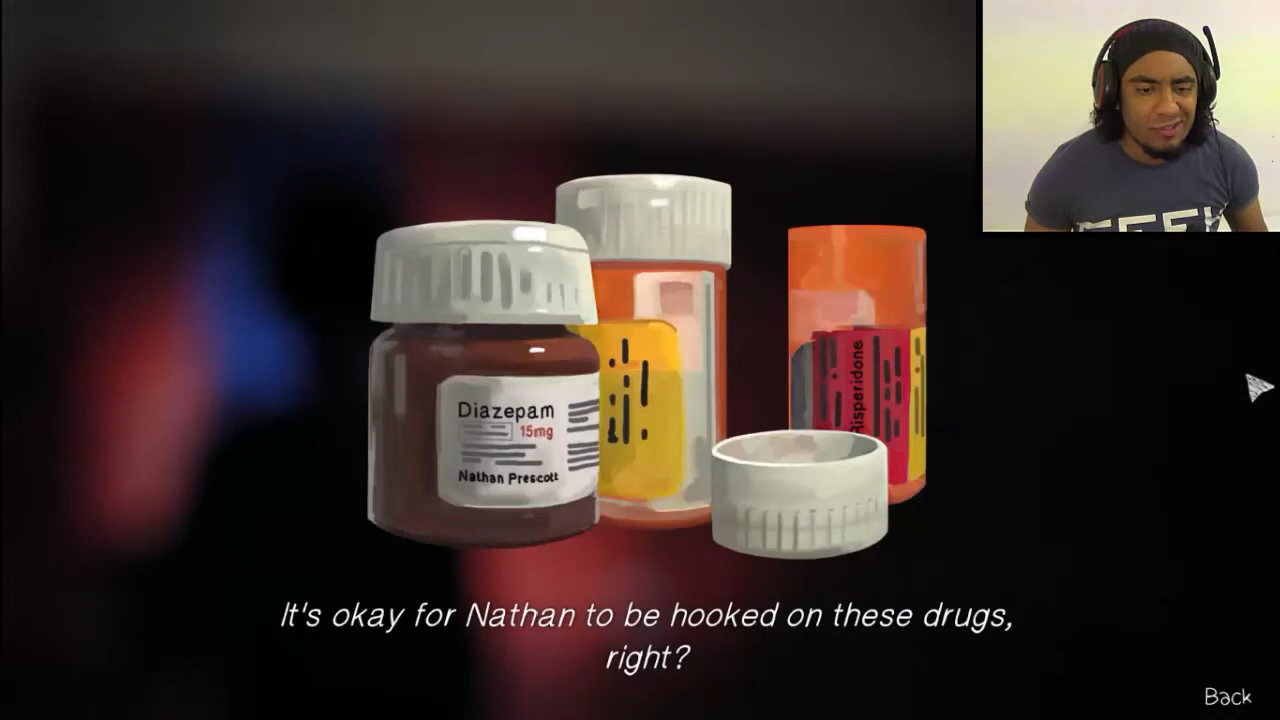 Diazepam
15mg
Nathan Prescott
Risperidone
It's okay for Nathan to be hooked on these drugs,
right?
Back